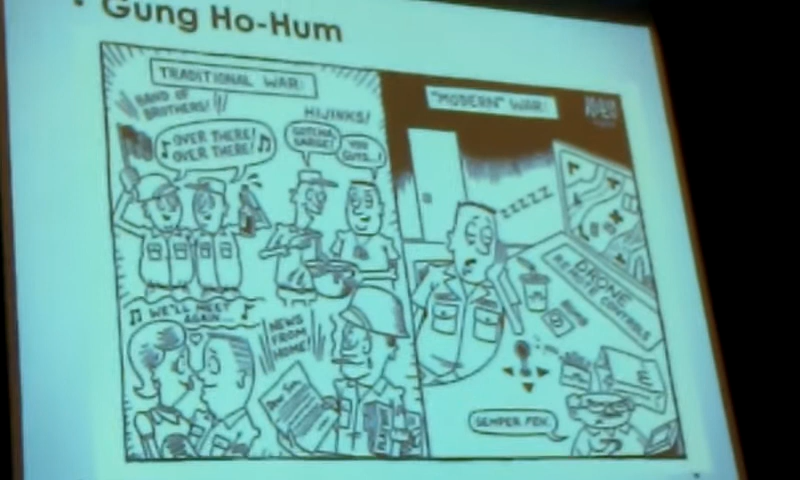 • Gung Ho-Hum
TRADITIONAL WAR:
BAND OF
BROTHERS!
OVER THERE!
OVER THERE!
HIJINKS!
GOTCHA,
SARGE!
YOU
GUYS...!
WE'LL MEET
AGAIN...
NEWS
FROM
HOME!
"MODERN" WAR:
ZZZZZ
DRONE
REMOTE CONTROLS
SEMPER FEH.